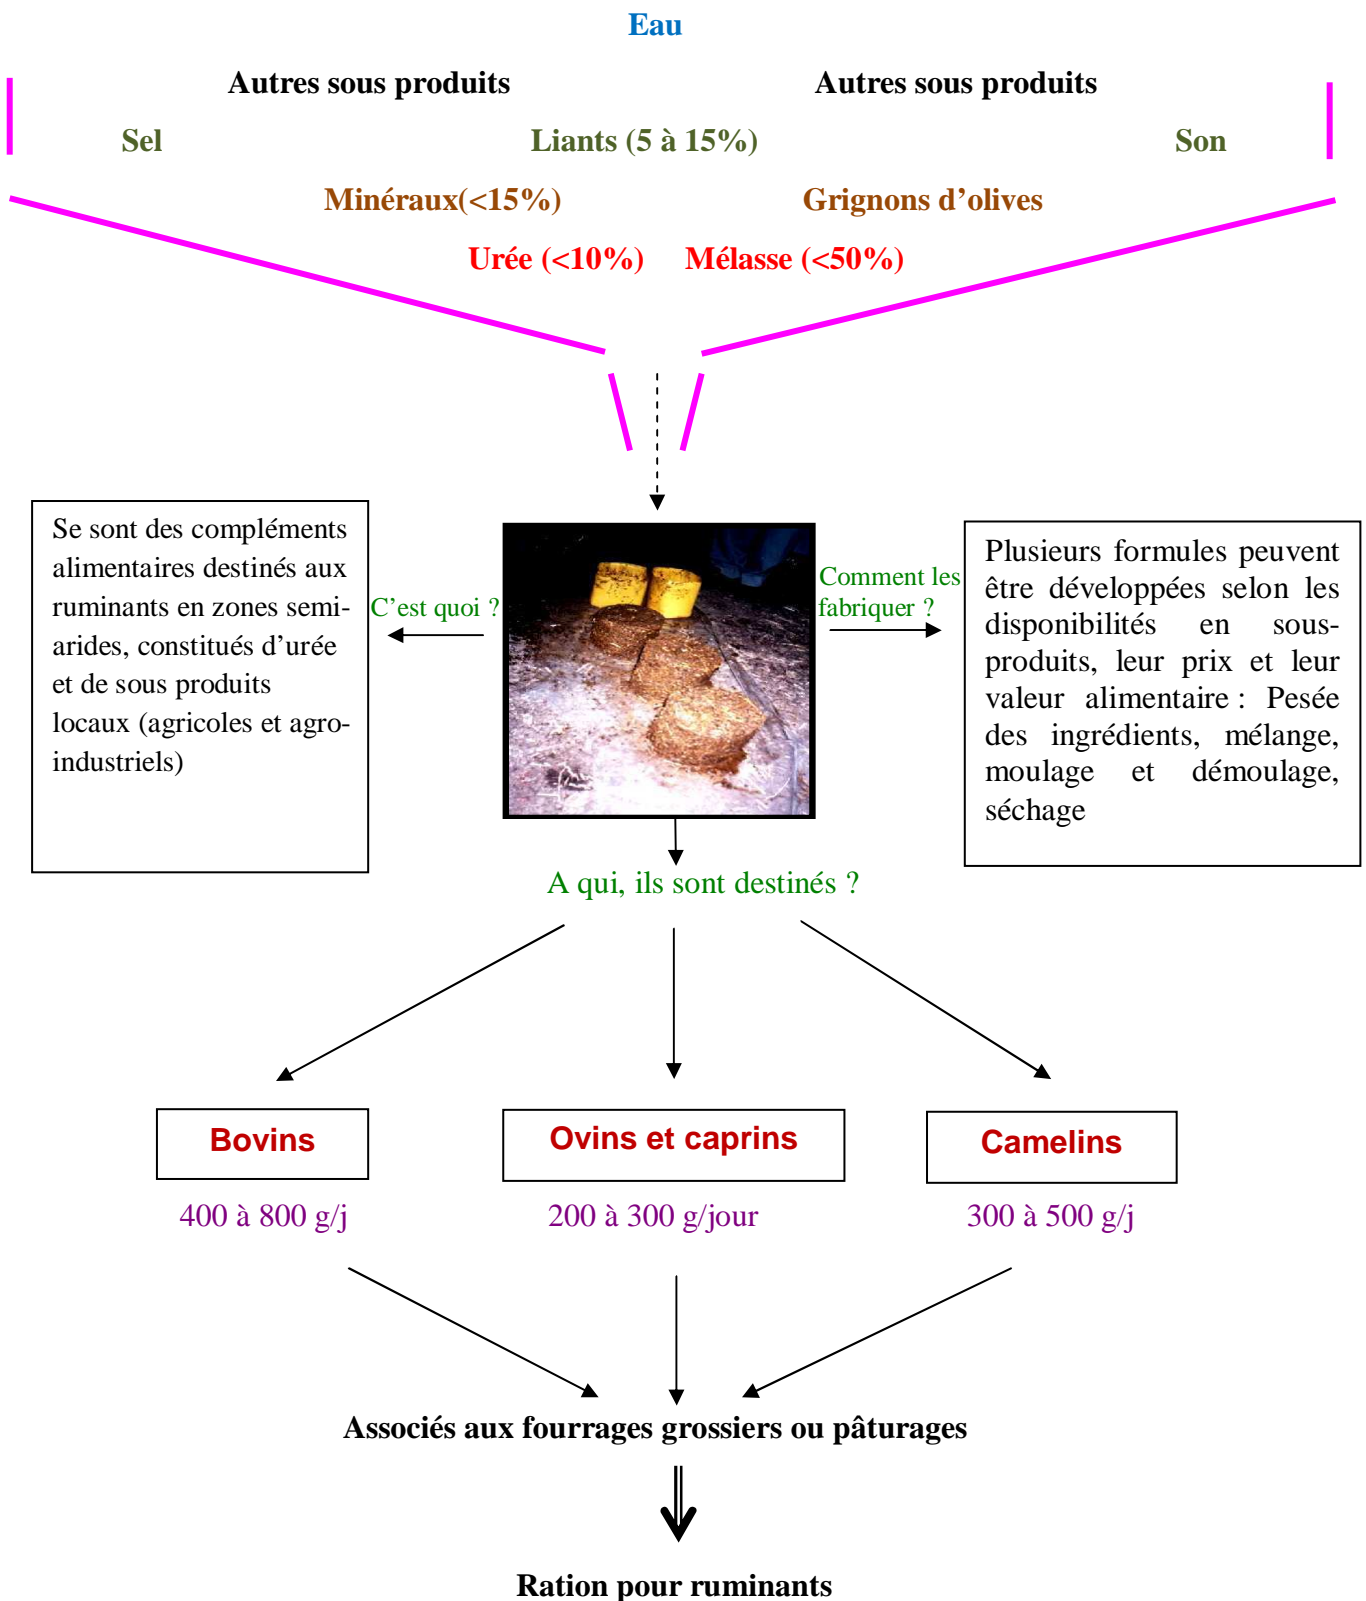 Eau
Autres sous produits Autres sous produits
Sel Liants (5 à 15%) Son
Minéraux(<15%) Grignons d’olives
Urée (<10%) Mélasse (<50%)
Se sont des compléments
alimentaires destinés aux
ruminants en zones semi-
arides, constitués d’urée
et de sous produits
locaux (agricoles et agro-
industriels)
C’est quoi ?
Comment les
fabriquer ?
Plusieurs formules peuvent
être développées selon les
disponibilités en sous-
produits, leur prix et leur
valeur alimentaire : Pesée
des ingrédients, mélange,
moulage et démoulage,
séchage
A qui, ils sont destinés ?
Bovins Ovins et caprins Camelins
400 à 800 g/j 200 à 300 g/jour 300 à 500 g/j
Associés aux fourrages grossiers ou pâturages
Ration pour ruminants